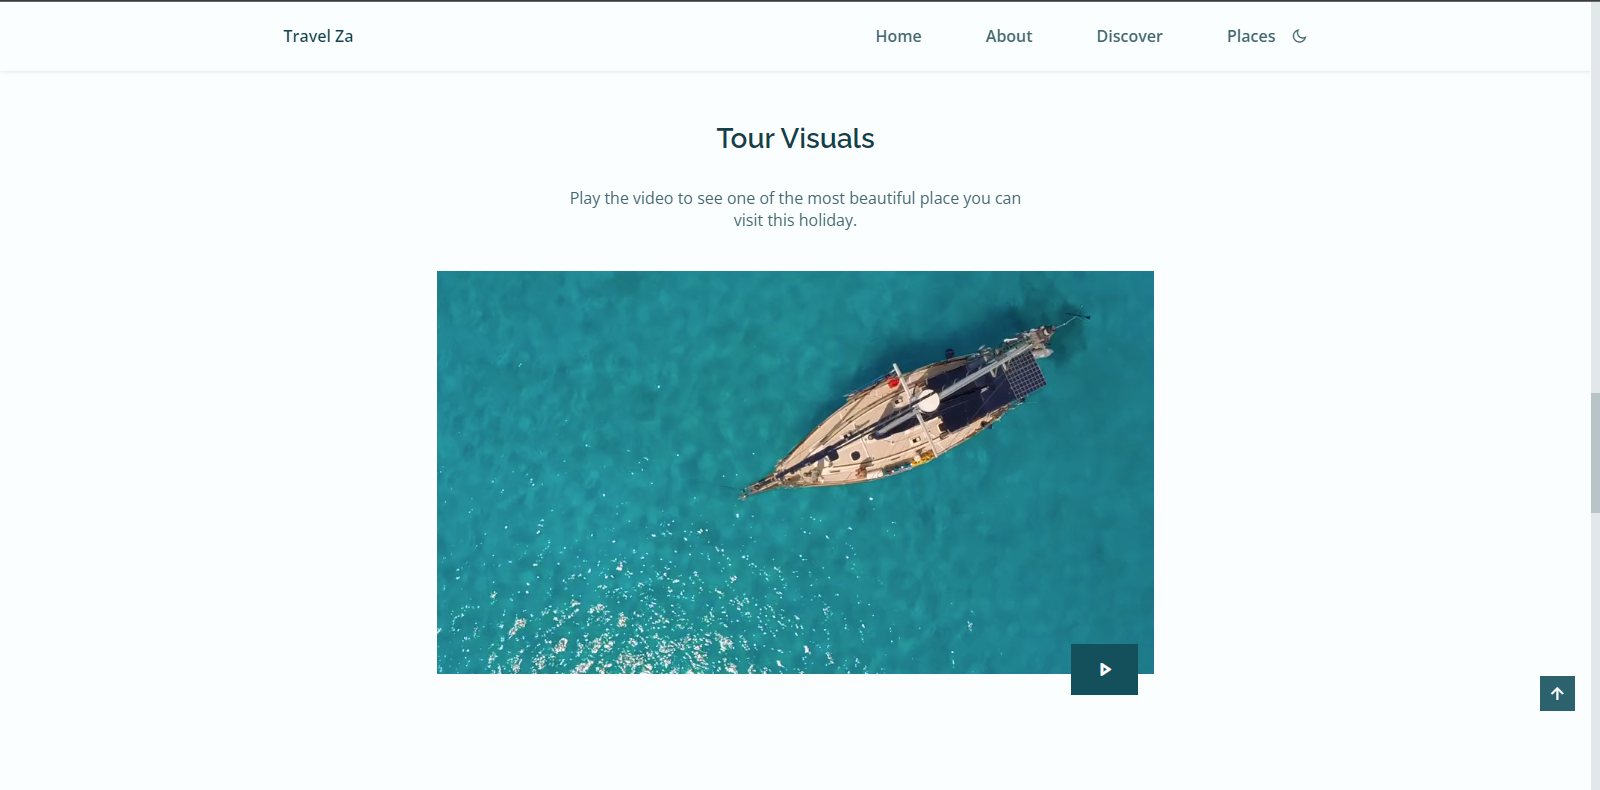 Travel Za
Home
About
Discover
Places
Tour Visuals
Play the video to see one of the most beautiful place you can
visit this holiday.